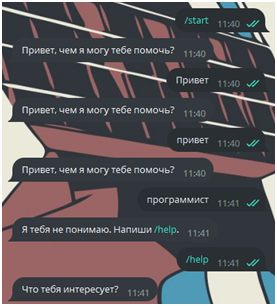 /start
11:40
Привет, чем я могу тебе помочь?
11:40
Привет
11:40
Привет, чем я могу тебе помочь?
11:40
привет
11:40
Привет, чем я могу тебе помочь?
11:40
программист
11:41
Я тебя не понимаю. Напиши /help.
11:41
/help
11:41
Что тебя интересует?
11:41